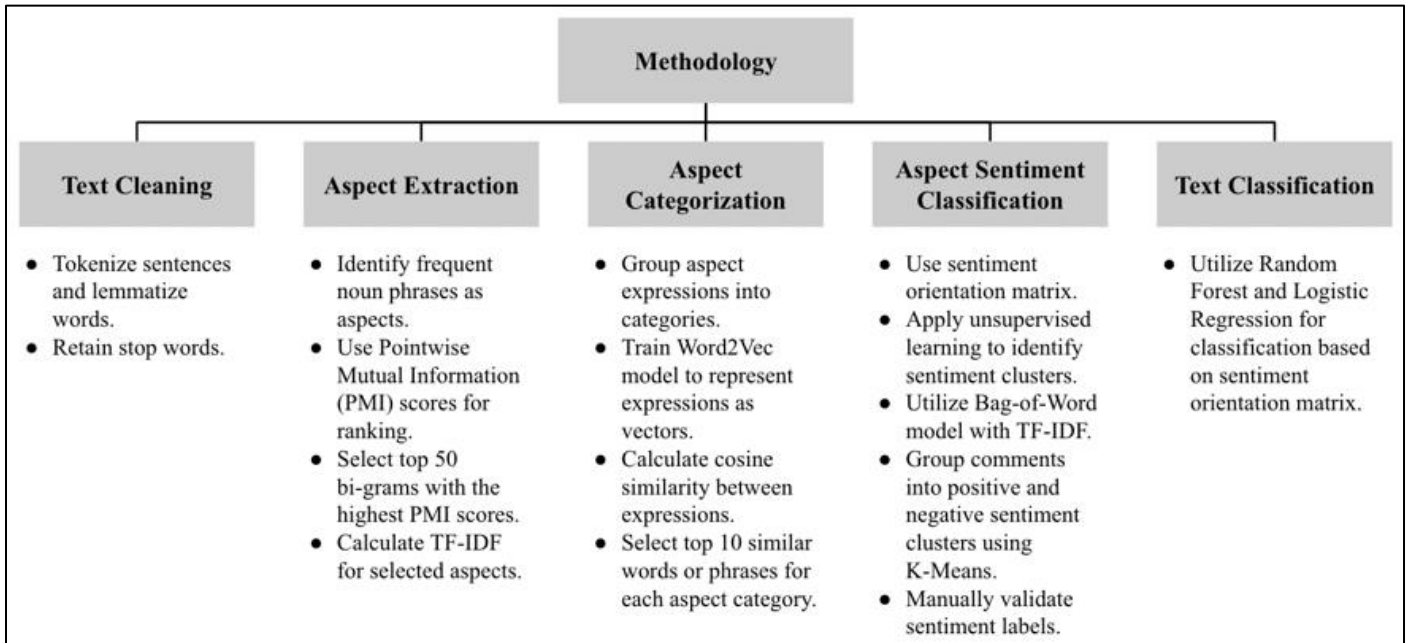 Methodology
Text Cleaning
● Tokenize sentences
and lemmatize
words.
● Retain stop words.
Aspect Extraction
● Identify frequent
noun phrases as
aspects.
● Use Pointwise
Mutual Information
(PMI) scores for
ranking.
● Select top 50
bi-grams with the
highest PMI scores.
● Calculate TF-IDF
for selected aspects.
Aspect
Categorization
● Group aspect
expressions into
categories.
● Train Word2Vec
model to represent
expressions as
vectors.
● Calculate cosine
similarity between
expressions.
● Select top 10 similar
words or phrases for
each aspect category.
Aspect Sentiment
Classification
● Use sentiment
orientation matrix.
● Apply unsupervised
learning to identify
sentiment clusters.
● Utilize Bag-of-Word
model with TF-IDF.
● Group comments
into positive and
negative sentiment
clusters using
K-Means.
● Manually validate
sentiment labels.
Text Classification
● Utilize Random
Forest and Logistic
Regression for
classification based
on sentiment
orientation matrix.